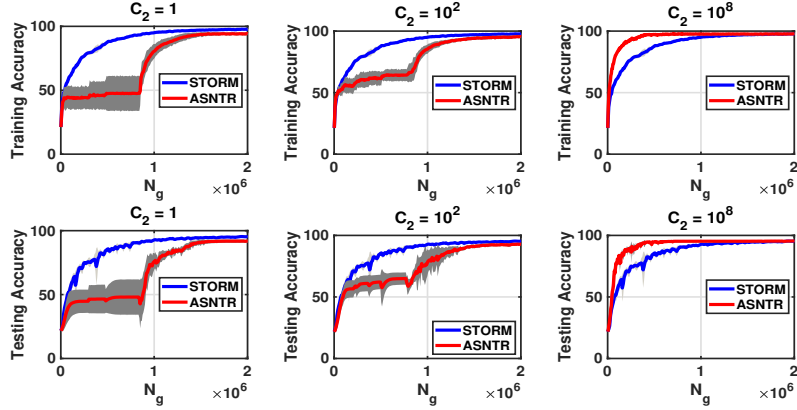 C₂ = 1
Training Accuracy
100
50
0
STORM
ASNTR
0 1 2
N_g ×10⁶
C₂ = 10²
Training Accuracy
100
50
0
STORM
ASNTR
0 1 2
N_g ×10⁶
C₂ = 10⁸
Training Accuracy
100
50
0
STORM
ASNTR
0 1 2
N_g ×10⁶
C₂ = 1
Testing Accuracy
100
50
0
STORM
ASNTR
0 1 2
N_g ×10⁶
C₂ = 10²
Testing Accuracy
100
50
0
STORM
ASNTR
0 1 2
N_g ×10⁶
C₂ = 10⁸
Testing Accuracy
100
50
0
STORM
ASNTR
0 1 2
N_g ×10⁶